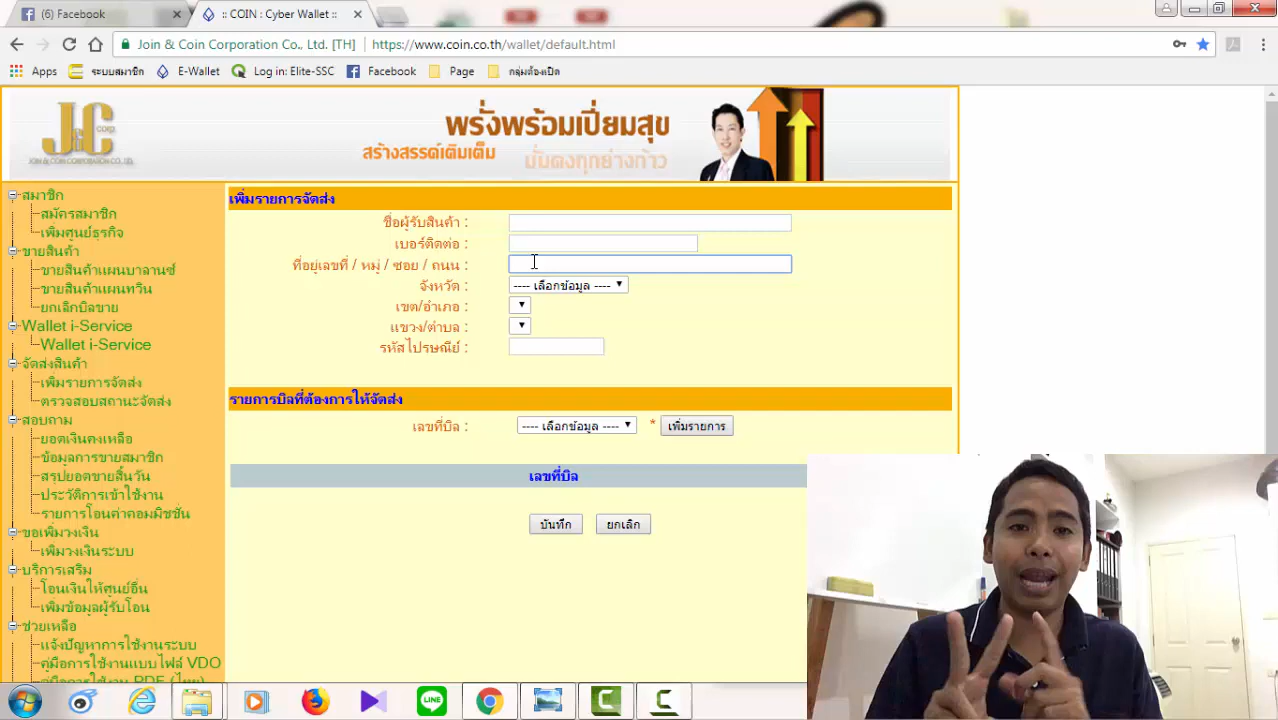 (6) Facebook
:: COIN : Cyber Wallet ::
Join & Coin Corporation Co., Ltd. [TH]
https://www.coin.co.th/wallet/default.html
Apps
ระบบสมาชิก
E-Wallet
Log in: Elite-SSC
Facebook
Page
กลุ่มต้องเปิด
J&C corp.
JOIN & COIN CORPORATION CO., LTD.
พรั่งพร้อมเปี่ยมสุข
สร้างสรรค์เติมเต็ม
มั่นคงทุกย่างก้าว
สมาชิก
สมัครสมาชิก
เพิ่มศูนย์ธุรกิจ
ขายสินค้า
ขายสินค้าแผนบาลานซ์
ขายสินค้าแผนทวิน
ยกเลิกบิลขาย
Wallet i-Service
Wallet i-Service
จัดส่งสินค้า
เพิ่มรายการจัดส่ง
ตรวจสอบสถานะจัดส่ง
สอบถาม
ยอดเงินคงเหลือ
ข้อมูลการขายสมาชิก
สรุปยอดขายสิ้นวัน
ประวัติการเข้าใช้งาน
รายการโอนค่าคอมมิชชั่น
ขอเพิ่มวงเงิน
เพิ่มวงเงินระบบ
บริการเสริม
โอนเงินให้ศูนย์อื่น
เพิ่มข้อมูลผู้รับโอน
ช่วยเหลือ
แจ้งปัญหาการใช้งานระบบ
คู่มือการใช้งานแบบไฟล์ VDO
คู่มือการใช้งาน PDF (ไทย)
เพิ่มรายการจัดส่ง
ชื่อผู้รับสินค้า :
เบอร์ติดต่อ :
ที่อยู่เลขที่ / หมู่ / ซอย / ถนน :
จังหวัด :
---- เลือกข้อมูล ----
เขต/อำเภอ :
แขวง/ตำบล :
รหัสไปรษณีย์ :
รายการบิลที่ต้องการให้จัดส่ง
เลขที่บิล :
---- เลือกข้อมูล ----
*
เพิ่มรายการ
เลขที่บิล
บันทึก
ยกเลิก
LINE